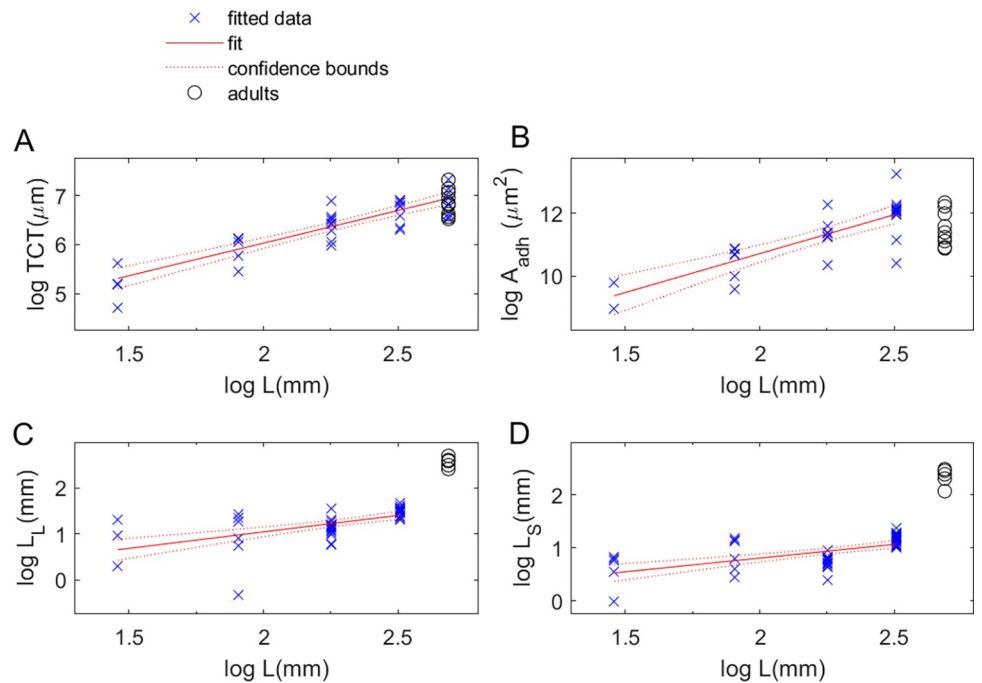 fitted data
fit
confidence bounds
adults
A
log TCT(μm)
7
6
5
1.5 2 2.5
log L(mm)
B
log A_adh (μm²)
12
10
1.5 2 2.5
log L(mm)
C
log L_L(mm)
2
1
0
1.5 2 2.5
log L(mm)
D
log L_S(mm)
2
1
0
1.5 2 2.5
log L(mm)